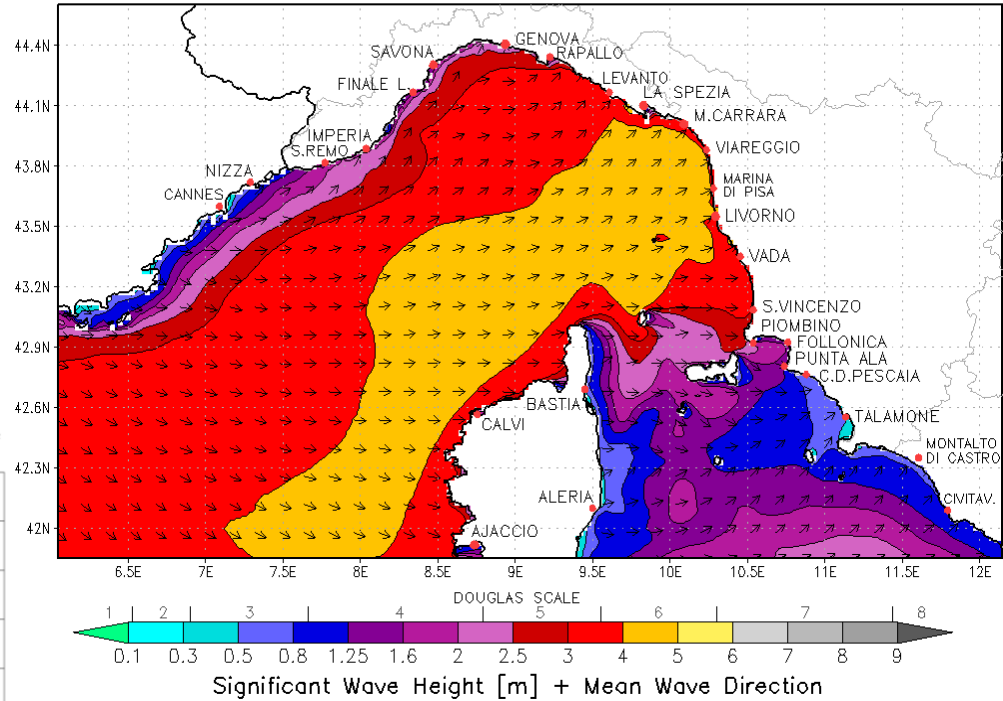 44.4N
44.1N
43.8N
43.5N
43.2N
42.9N
42.6N
42.3N
42N
GENOVA
SAVONA
RAPALLO
FINALE L.
LEVANTO
LA SPEZIA
M.CARRARA
IMPERIA
S.REMO
VIAREGGIO
NIZZA
MARINA
DI PISA
CANNES
LIVORNO
VADA
S.VINCENZO
PIOMBINO
FOLLONICA
PUNTA ALA
C.D.PESCAIA
BASTIA
TALAMONE
CALVI
MONTALTO
DI CASTRO
ALERIA
CIVITAV.
AJACCIO
6.5E 7E 7.5E 8E 8.5E 9E 9.5E 10E 10.5E 11E 11.5E 12E
DOUGLAS SCALE
1 2 3 4 5 6 7 8
0.1 0.3 0.5 0.8 1.25 1.6 2 2.5 3 4 5 6 7 8 9
Significant Wave Height [m] + Mean Wave Direction